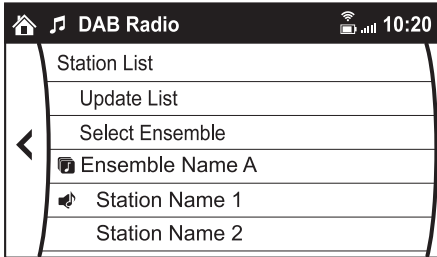 DAB Radio 10:20
Station List
Update List
Select Ensemble
Ensemble Name A
Station Name 1
Station Name 2